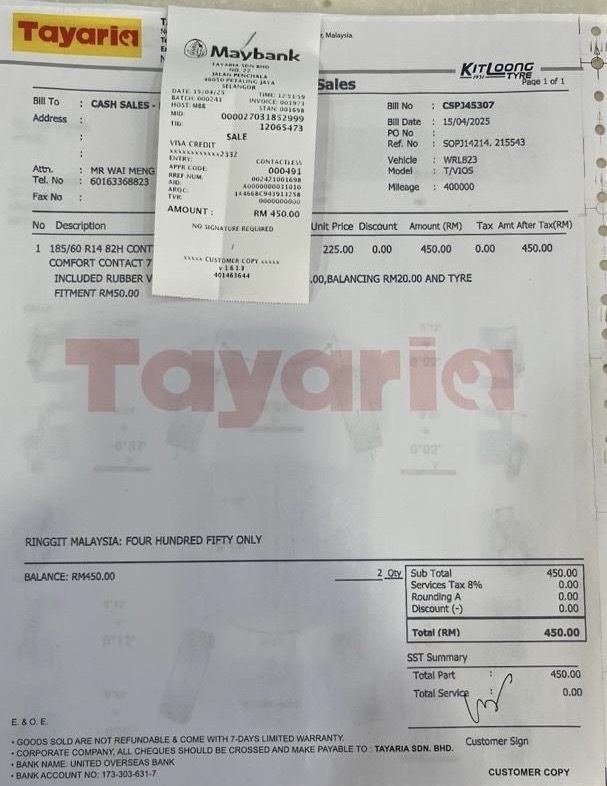 Tayaria
r, Malaysia.
Maybank
TAYARIA SDN BHD
NO. 22,
JALAN PENCHALA
46050 PETALING JAYA
SELANGOR
DATE: 15/04/25 TIME: 12:51:59
BATCH: 000241 INVOICE: 001973
HOST: MBB STAN: 001698
MID: 000027031852999
TID: 12065473
SALE
VISA CREDIT
xxxxxxxxxxxx2332
ENTRY: CONTACTLESS
APPR CODE: 000491
RREF NUM: 002421001698
AID: A0000000031010
ARQC: 144668C943913258
TVR: 0000000000
AMOUNT : RM 450.00
NO SIGNATURE REQUIRED
xxxxx CUSTOMER COPY xxxxx
v 1.6.1.3
401463644
Sales
KITLOONG
1931 TYRE
Page 1 of 1
Bill To : CASH SALES -
Address :
:
:
Attn. : MR WAI MENG
Tel. No : 60163368823
Fax No :
Bill No : CSPJ45307
Bill Date : 15/04/2025
PO No :
Ref. No : SOPJ14214. 215543
Vehicle : WRL823
Model : T/VIOS
Mileage : 400000
No Description Unit Price Discount Amount (RM) Tax Amt After Tax(RM)
1 185/60 R14 82H CONT 225.00 0.00 450.00 0.00 450.00
COMFORT CONTACT 7
INCLUDED RUBBER V .00,BALANCING RM20.00 AND TYRE
FITMENT RM50.00
Tayaria
RINGGIT MALAYSIA: FOUR HUNDRED FIFTY ONLY
BALANCE: RM450.00
2 Qty
Sub Total 450.00
Services Tax 8% 0.00
Rounding A 0.00
Discount (-) 0.00
Total (RM) 450.00
SST Summary
Total Part : 450.00
Total Service : 0.00
Customer Sign
E. & O. E.
• GOODS SOLD ARE NOT REFUNDABLE & COME WITH 7-DAYS LIMITED WARRANTY.
• CORPORATE COMPANY, ALL CHEQUES SHOULD BE CROSSED AND MAKE PAYABLE TO : TAYARIA SDN. BHD.
• BANK NAME: UNITED OVERSEAS BANK
• BANK ACCOUNT NO: 173-303-631-7
CUSTOMER COPY